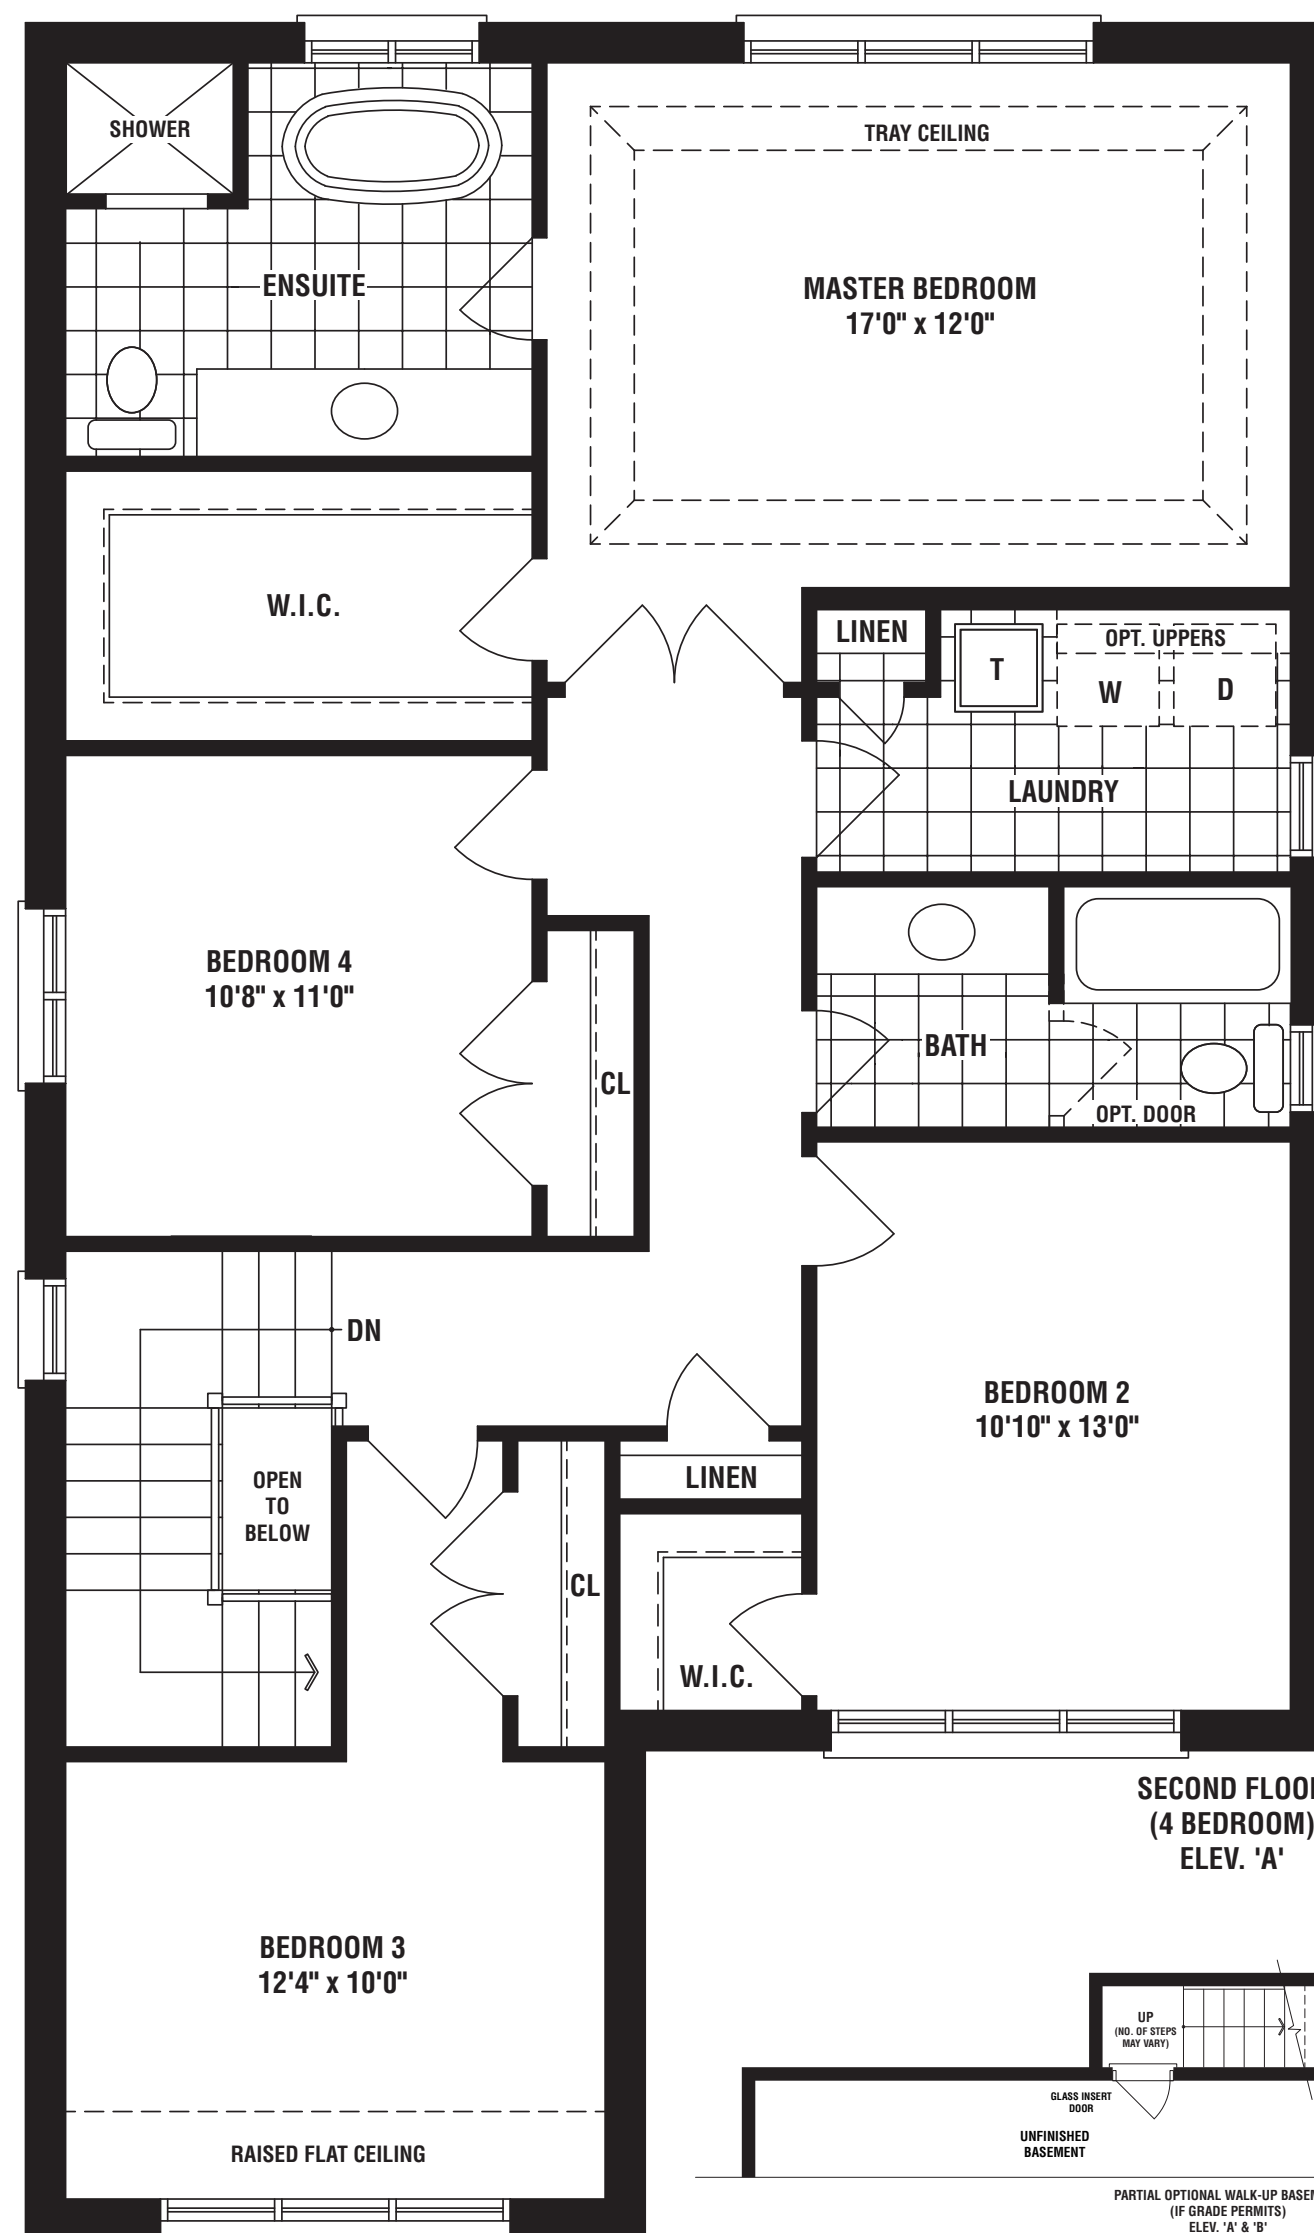 SHOWER
TRAY CEILING
ENSUITE
MASTER BEDROOM
17'0" x 12'0"
W.I.C.
LINEN
OPT. UPPERS
T
W
D
LAUNDRY
BEDROOM 4
10'8" x 11'0"
CL
BATH
OPT. DOOR
DN
BEDROOM 2
10'10" x 13'0"
OPEN
TO
BELOW
LINEN
CL
W.I.C.
SECOND FLOOR
(4 BEDROOM)
ELEV. 'A'
BEDROOM 3
12'4" x 10'0"
RAISED FLAT CEILING
UP
(NO. OF STEPS
MAY VARY)
GLASS INSERT
DOOR
UNFINISHED
BASEMENT
PARTIAL OPTIONAL WALK-UP
(IF GRADE PERMITS)
ELEV. 'A' & 'B'